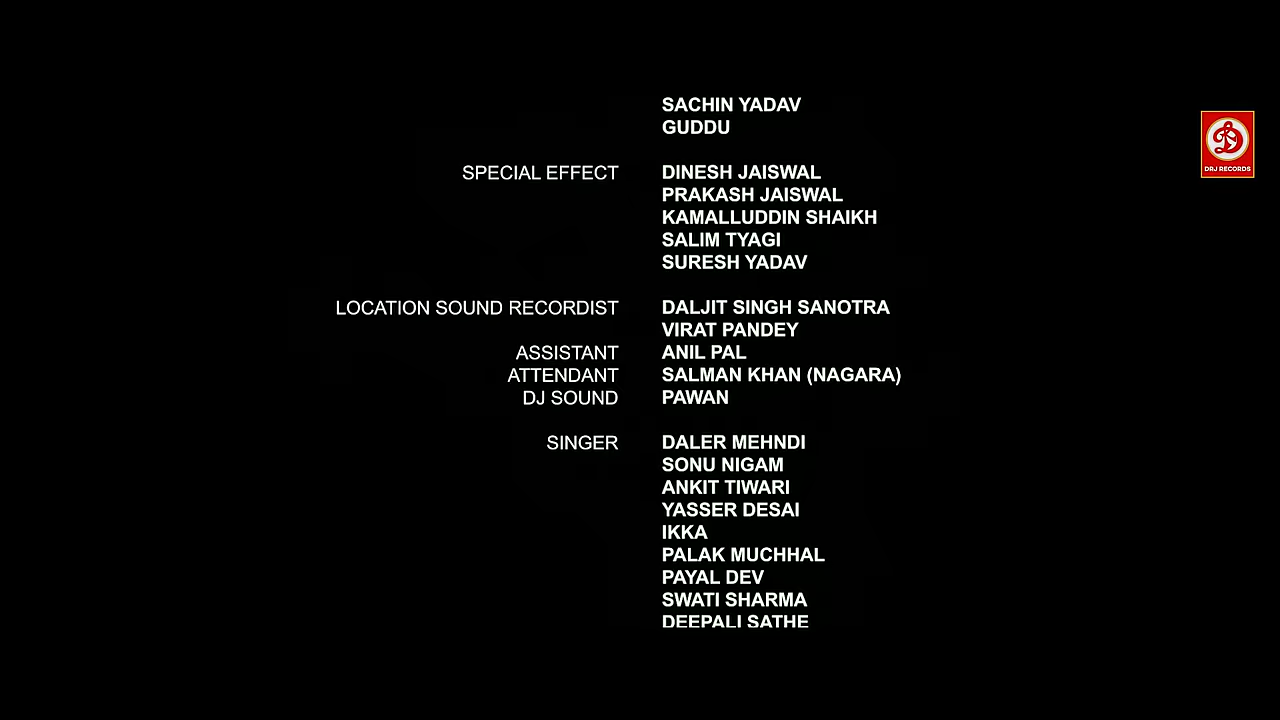 SACHIN YADAV
GUDDU
SPECIAL EFFECT DINESH JAISWAL
PRAKASH JAISWAL
KAMALLUDDIN SHAIKH
SALIM TYAGI
SURESH YADAV
LOCATION SOUND RECORDIST DALJIT SINGH SANOTRA
VIRAT PANDEY
ASSISTANT ANIL PAL
ATTENDANT SALMAN KHAN (NAGARA)
DJ SOUND PAWAN
SINGER DALER MEHNDI
SONU NIGAM
ANKIT TIWARI
YASSER DESAI
IKKA
PALAK MUCHHAL
PAYAL DEV
SWATI SHARMA
DEEPALI SATHE
DRJ RECORDS